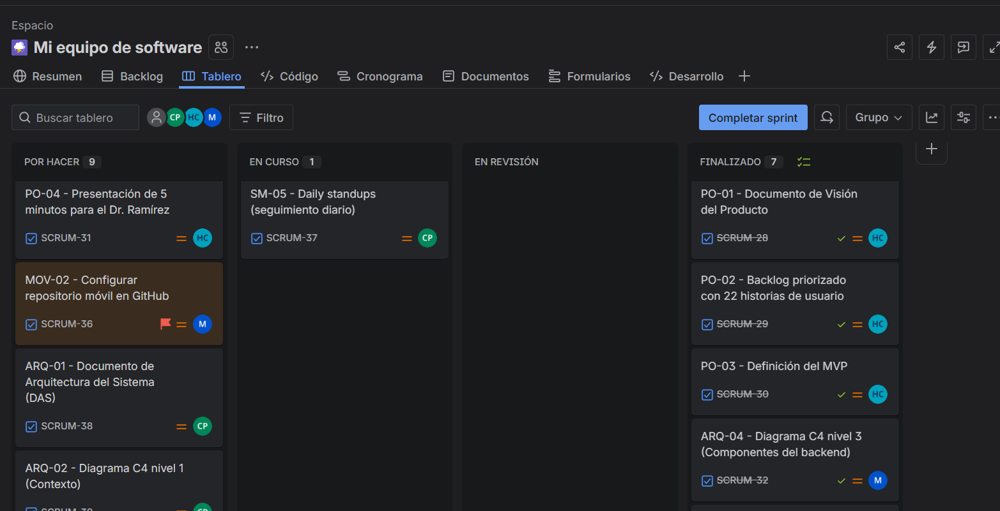 Espacio
Mi equipo de software
Resumen
Backlog
Tablero
Código
Cronograma
Documentos
Formularios
Desarrollo
Buscar tablero
CP
HC
M
Filtro
Completar sprint
Grupo
POR HACER 9
PO-04 - Presentación de 5
minutos para el Dr. Ramírez
SCRUM-31
HC
MOV-02 - Configurar
repositorio móvil en GitHub
SCRUM-36
M
ARQ-01 - Documento de
Arquitectura del Sistema
(DAS)
SCRUM-38
CP
ARQ-02 - Diagrama C4 nivel 1
(Contexto)
SCRUM-39
CP
EN CURSO 1
SM-05 - Daily standups
(seguimiento diario)
SCRUM-37
CP
EN REVISIÓN
FINALIZADO 7
PO-01 - Documento de Visión
del Producto
SCRUM-28
HC
PO-02 - Backlog priorizado
con 22 historias de usuario
SCRUM-29
HC
PO-03 - Definición del MVP
SCRUM-30
HC
ARQ-04 - Diagrama C4 nivel 3
(Componentes del backend)
SCRUM-32
M